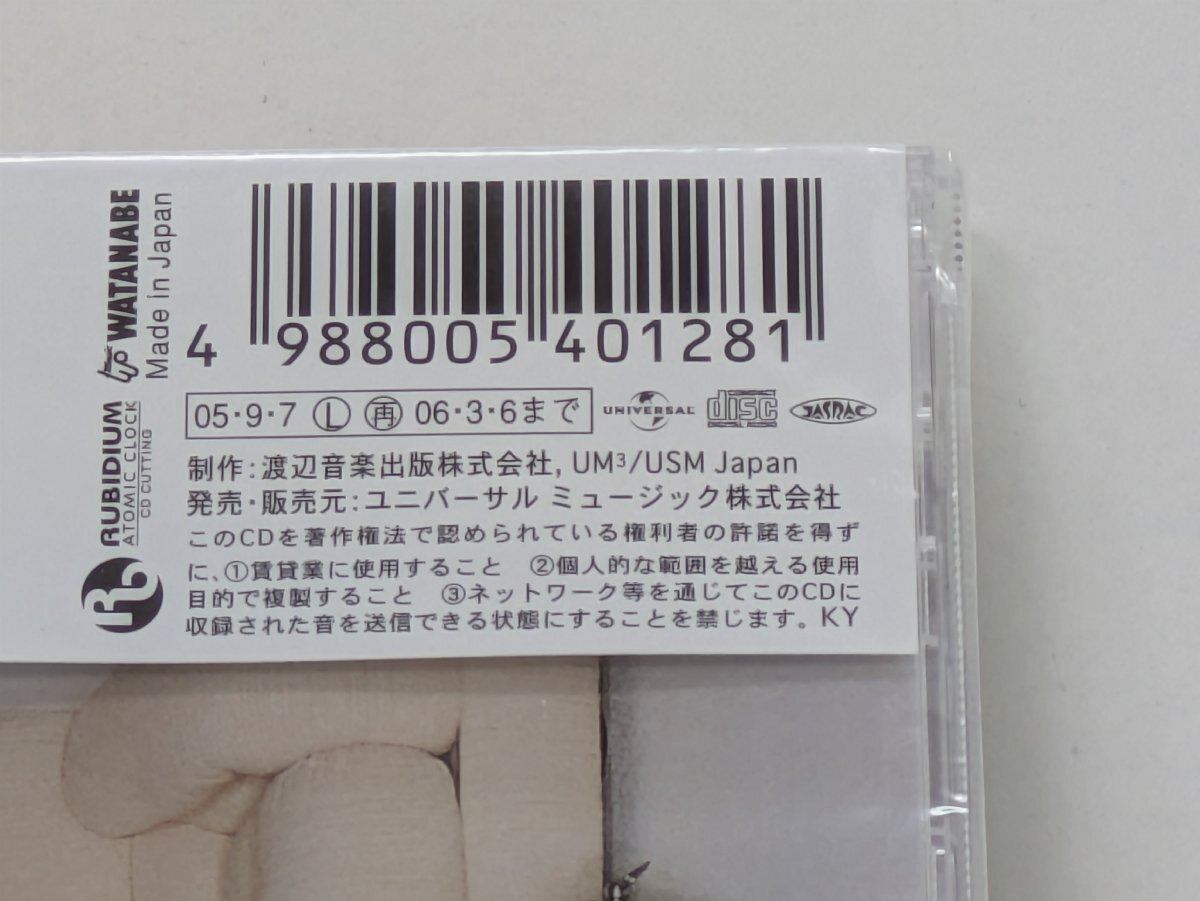 WATANABE
Made in Japan
RUBIDIUM
ATOMIC CLOCK
CD CUTTING
Rb
4 988005 401281
05・9・7 Ⓛ ㊢ 06・3・6まで
UNIVERSAL
disc
JASRAC
制作：渡辺音楽出版株式会社, UM³/USM Japan
発売・販売元：ユニバーサル ミュージック株式会社
このCDを著作権法で認められている権利者の許諾を得ず
に、①賃貸業に使用すること ②個人的な範囲を越える使用
目的で複製すること ③ネットワーク等を通じてこのCDに
収録された音を送信できる状態にすることを禁じます。KY